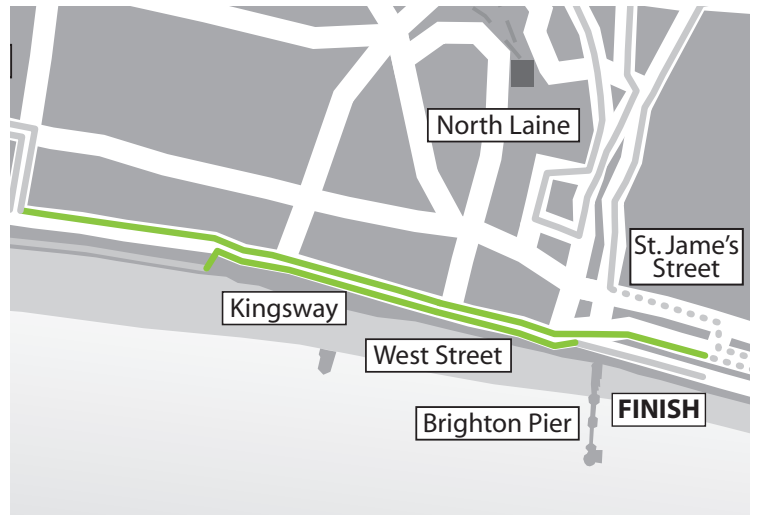 North Laine
St. Jame's
Street
Kingsway
West Street
FINISH
Brighton Pier